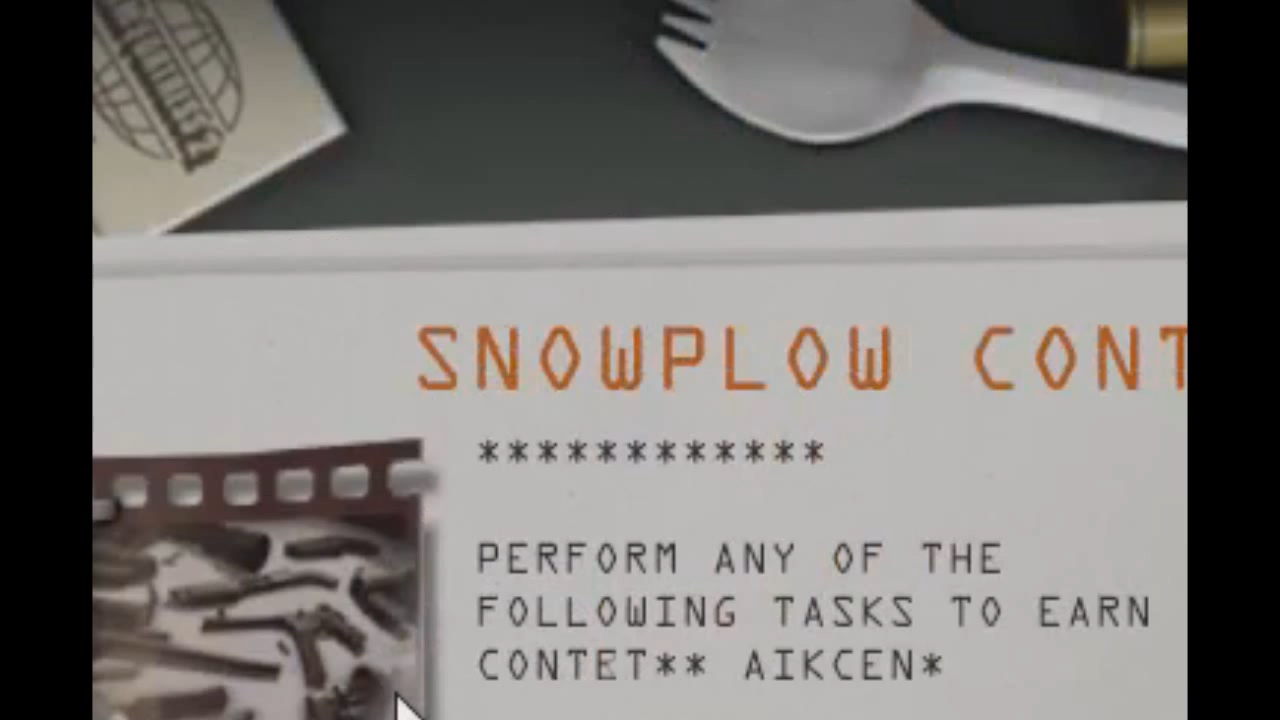 SNOWPLOW CONT
************
PERFORM ANY OF THE
FOLLOWING TASKS TO EARN
CONTET** AIKCEN*